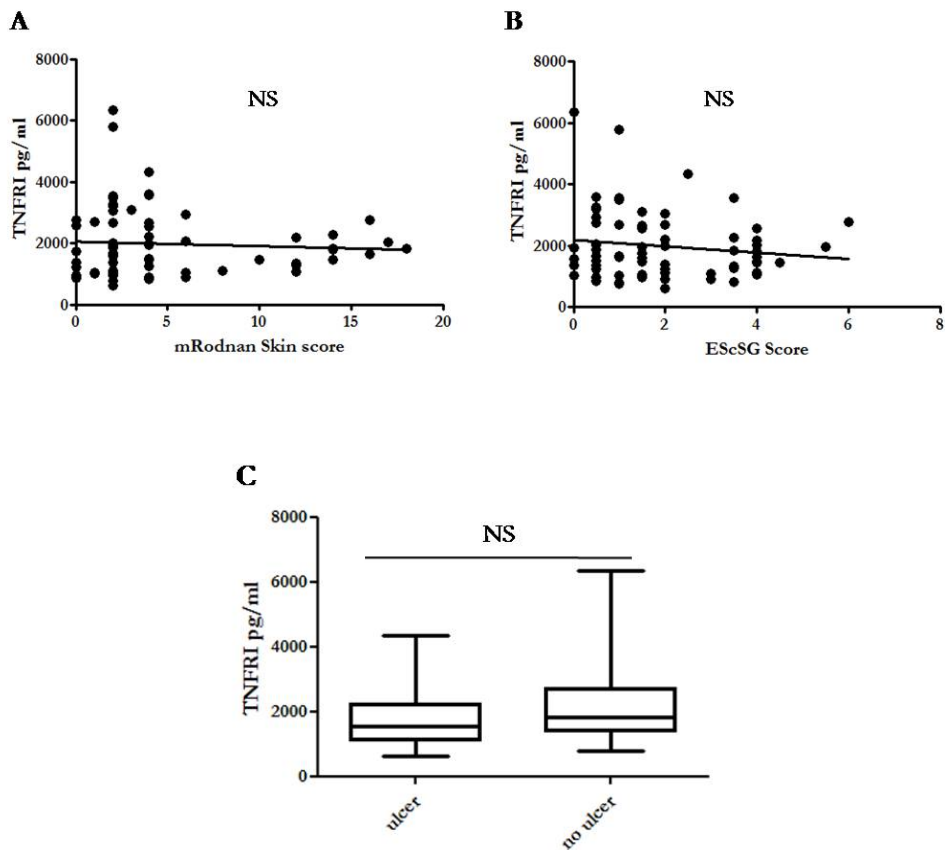 A
8000
6000
4000
2000
0
TNFRI pg/ml
NS
0 5 10 15 20
mRodnan Skin score
B
8000
6000
4000
2000
0
TNFRI pg/ml
NS
0 2 4 6 8
EScSG Score
C
8000
6000
4000
2000
0
TNFRI pg/ml
NS
ulcer
no ulcer